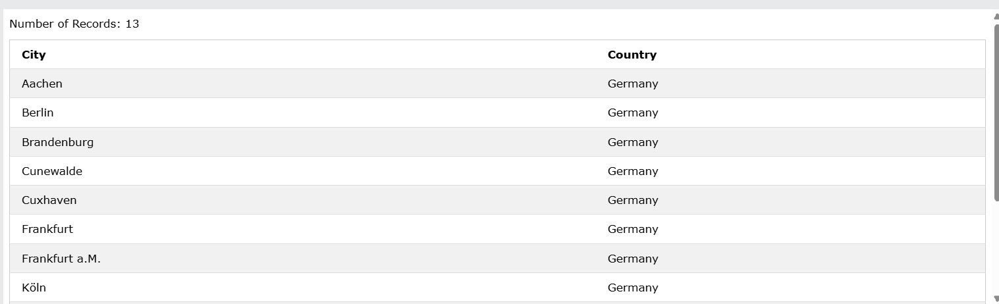 Number of Records: 13
City Country
Aachen Germany
Berlin Germany
Brandenburg Germany
Cunewalde Germany
Cuxhaven Germany
Frankfurt Germany
Frankfurt a.M. Germany
Köln Germany